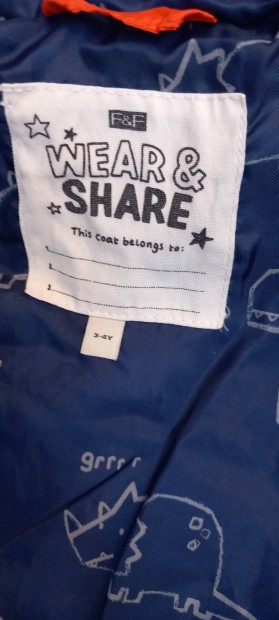 F&F
WEAR &
SHARE
This coat belongs to:
1
2
3
3-4Y
grrrr